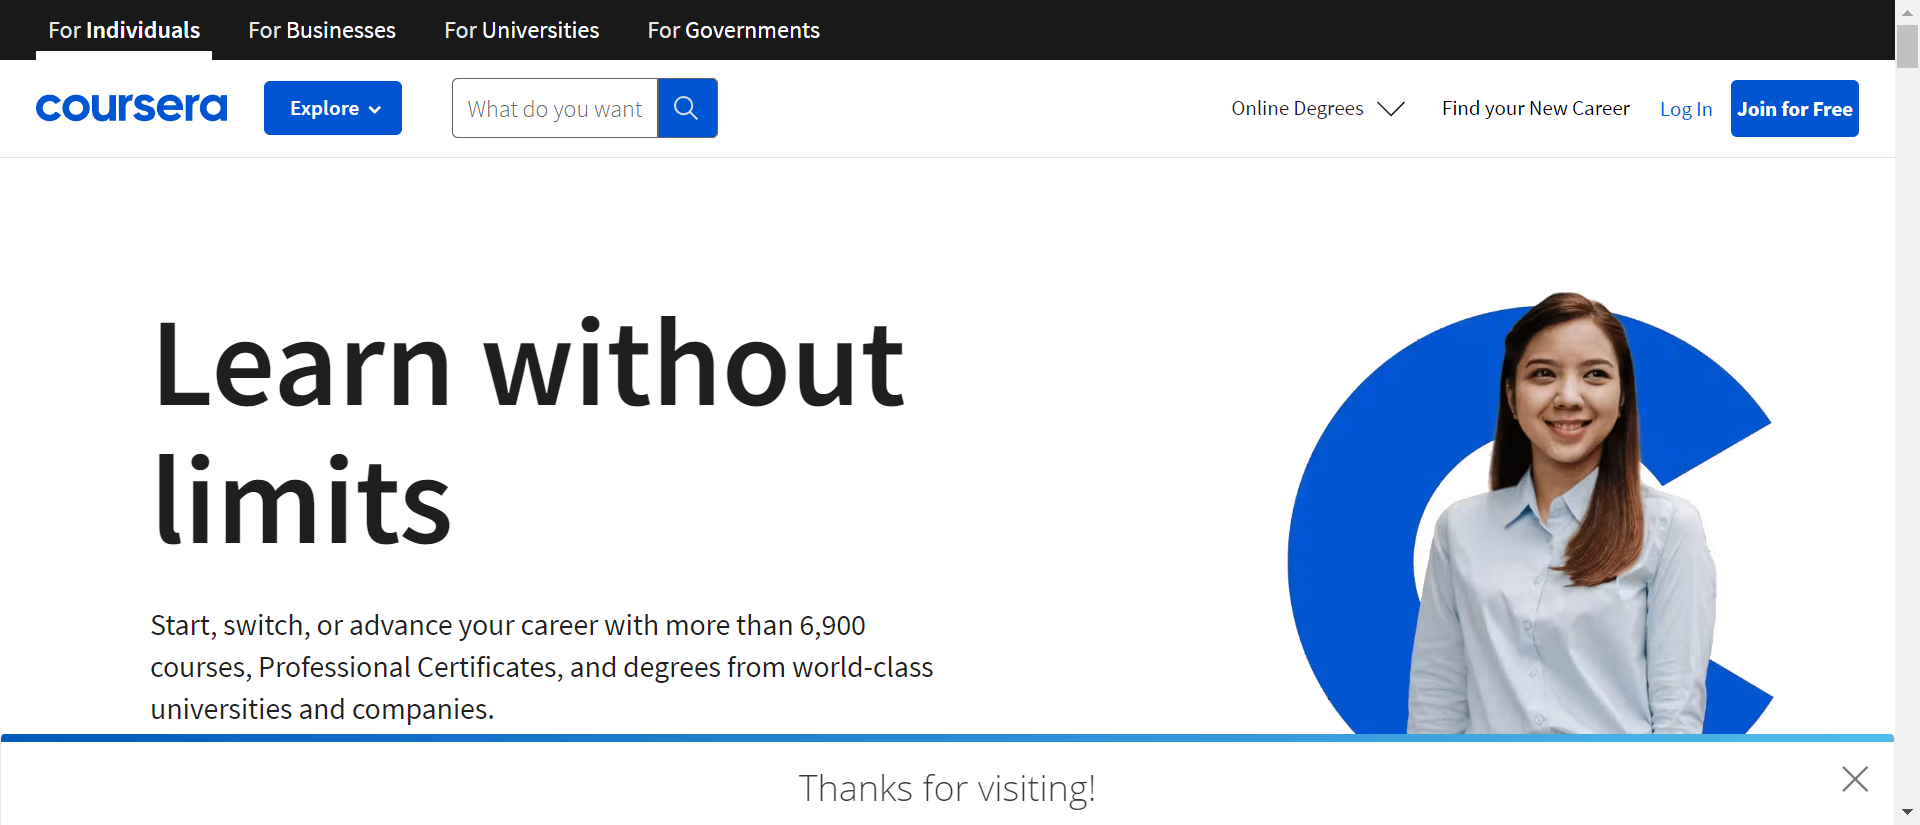 For Individuals For Businesses For Universities For Governments
coursera Explore What do you want Online Degrees Find your New Career Log In Join for Free
Learn without
limits
Start, switch, or advance your career with more than 6,900
courses, Professional Certificates, and degrees from world-class
universities and companies.
Thanks for visiting!